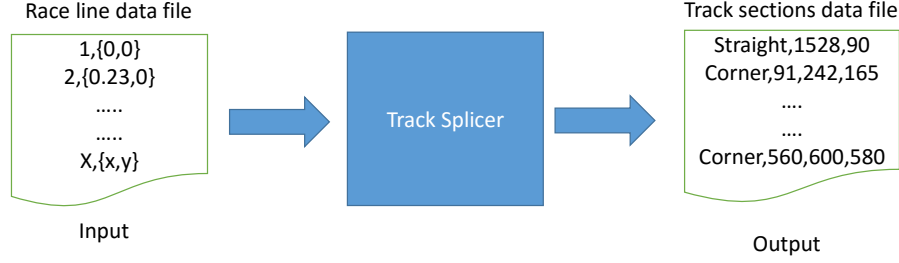 Race line data file
1,{0,0}
2,{0.23,0}
.....
.....
X,{x,y}
Input
Track Splicer
Track sections data file
Straight,1528,90
Corner,91,242,165
....
....
Corner,560,600,580
Output